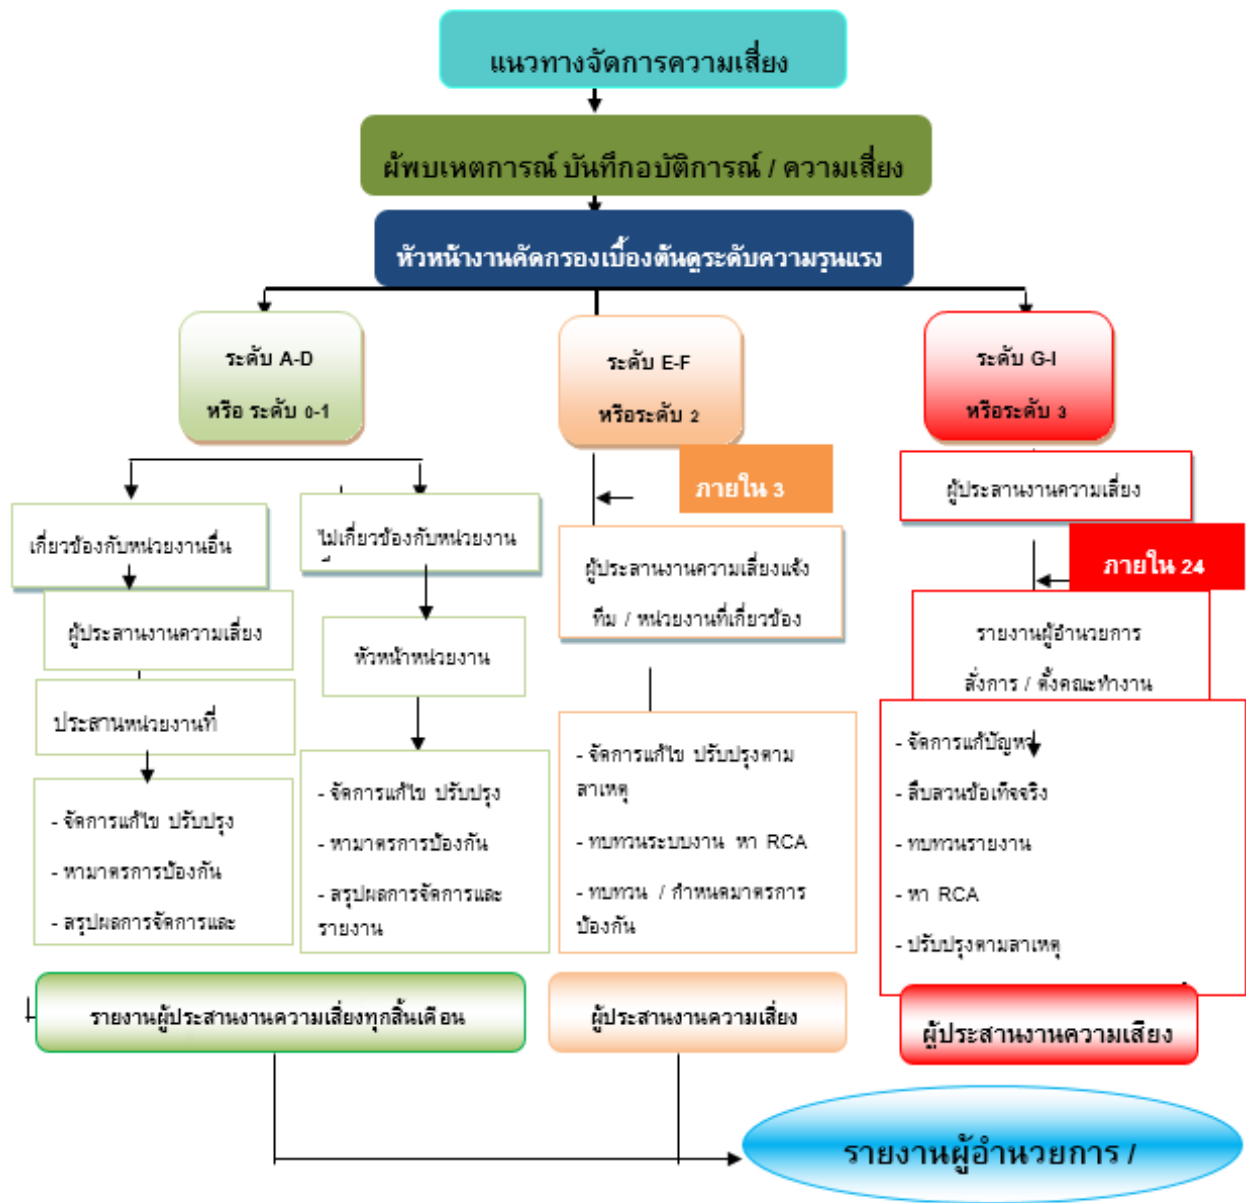 แนวทางจัดการความเสี่ยง
ผู้พบเหตุการณ์ บันทึกอุบัติการณ์ / ความเสี่ยง
หัวหน้างานคัดกรองเบื้องต้นดูระดับความรุนแรง
ระดับ A-D
หรือ ระดับ 0-1
ระดับ E-F
หรือระดับ 2
ระดับ G-I
หรือระดับ 3
เกี่ยวข้องกับหน่วยงานอื่น
ผู้ประสานงานความเสี่ยง
ประสานหน่วยงานที่
- จัดการแก้ไข ปรับปรุง
- หามาตรการป้องกัน
- สรุปผลการจัดการและ
ไม่เกี่ยวข้องกับหน่วยงาน
หัวหน้าหน่วยงาน
- จัดการแก้ไข ปรับปรุง
- หามาตรการป้องกัน
- สรุปผลการจัดการและ
รายงาน
รายงานผู้ประสานงานความเสี่ยงทุกสิ้นเดือน
ภายใน 3
ผู้ประสานงานความเสี่ยงแจ้ง
ทีม / หน่วยงานที่เกี่ยวข้อง
- จัดการแก้ไข ปรับปรุงตาม
สาเหตุ
- ทบทวนระบบงาน หา RCA
- ทบทวน / กำหนดมาตรการ
ป้องกัน
ผู้ประสานงานความเสี่ยง
ผู้ประสานงานความเสี่ยง
ภายใน 24
รายงานผู้อำนวยการ
สั่งการ / ตั้งคณะทำงาน
- จัดการแก้ปัญหา
- สืบสวนข้อเท็จจริง
- ทบทวนรายงาน
- หา RCA
- ปรับปรุงตามสาเหตุ
ผู้ประสานงานความเสี่ยง
รายงานผู้อำนวยการ /